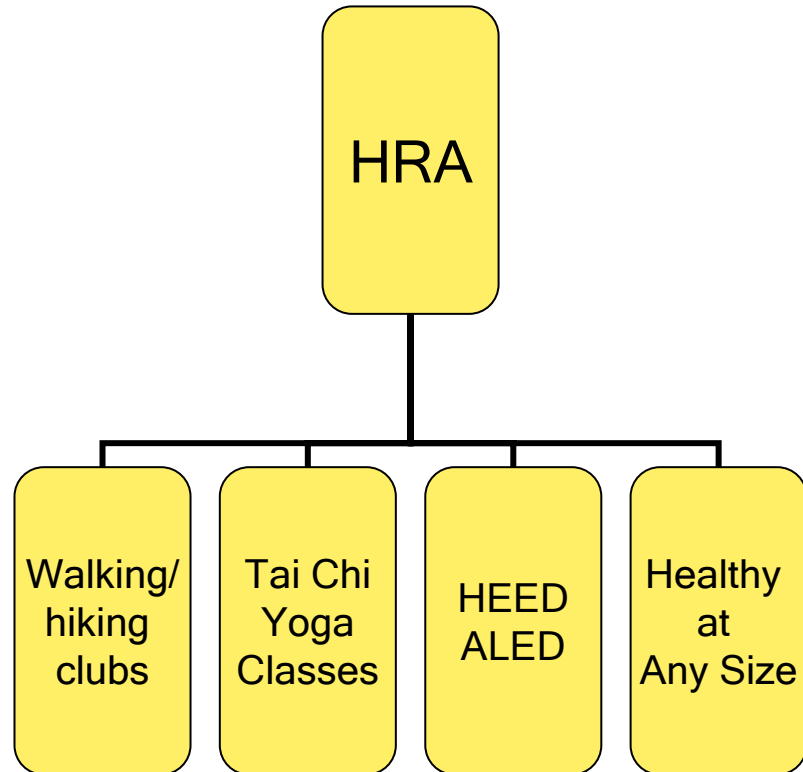 HRA
Walking/
hiking
clubs
Tai Chi
Yoga
Classes
HEED
ALED
Healthy
at
Any Size